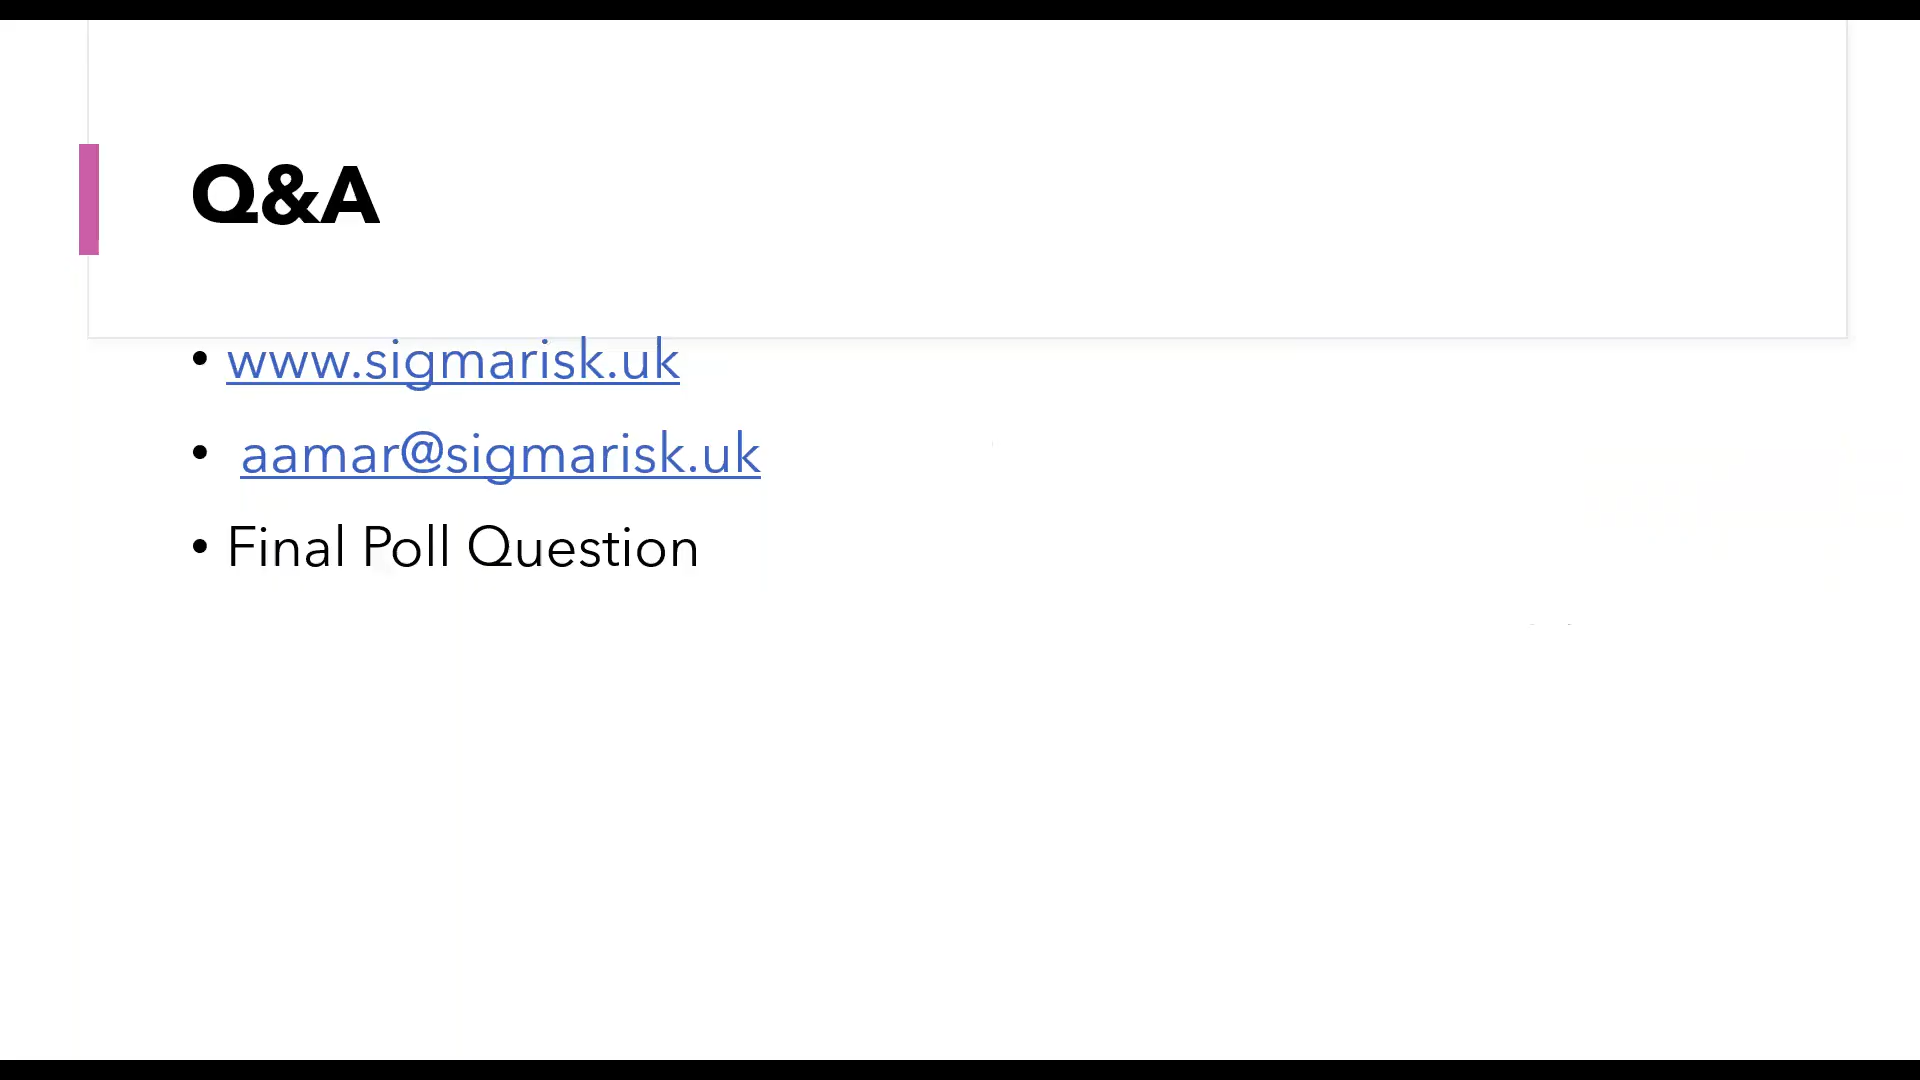 Q&A
• www.sigmarisk.uk
• aamar@sigmarisk.uk
• Final Poll Question